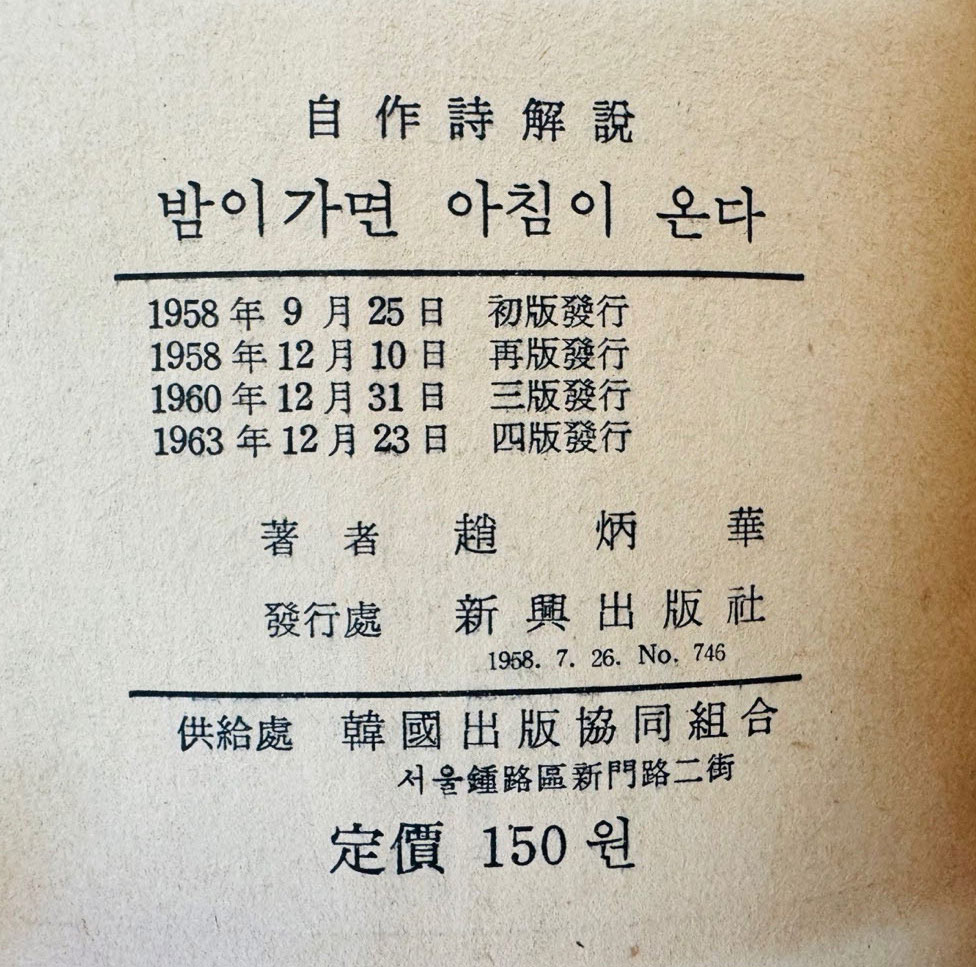 自作詩解說
밤이가면 아침이 온다
1958年 9月 25日 初版發行
1958年 12月 10日 再版發行
1960年 12月 31日 三版發行
1963年 12月 23日 四版發行
著者 趙炳華
發行處 新興出版社
1958. 7. 26. No. 746
供給處 韓國出版協同組合
서울鍾路區新門路二街
定價 150원